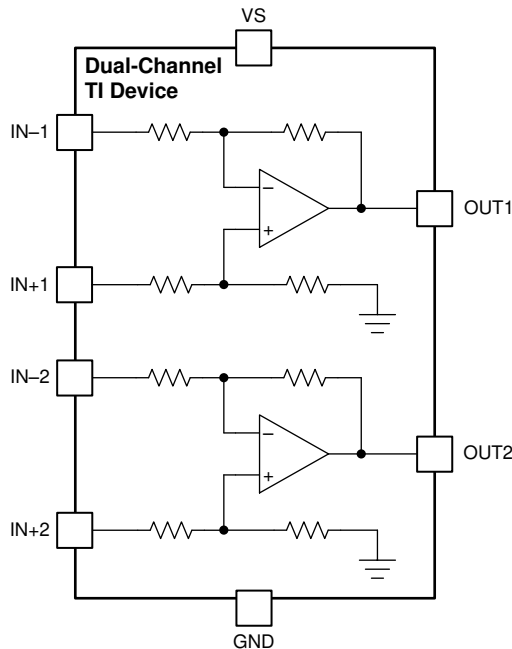 VS
Dual-Channel
TI Device
IN–1
−
OUT1
+
IN+1
IN–2
−
OUT2
+
IN+2
GND